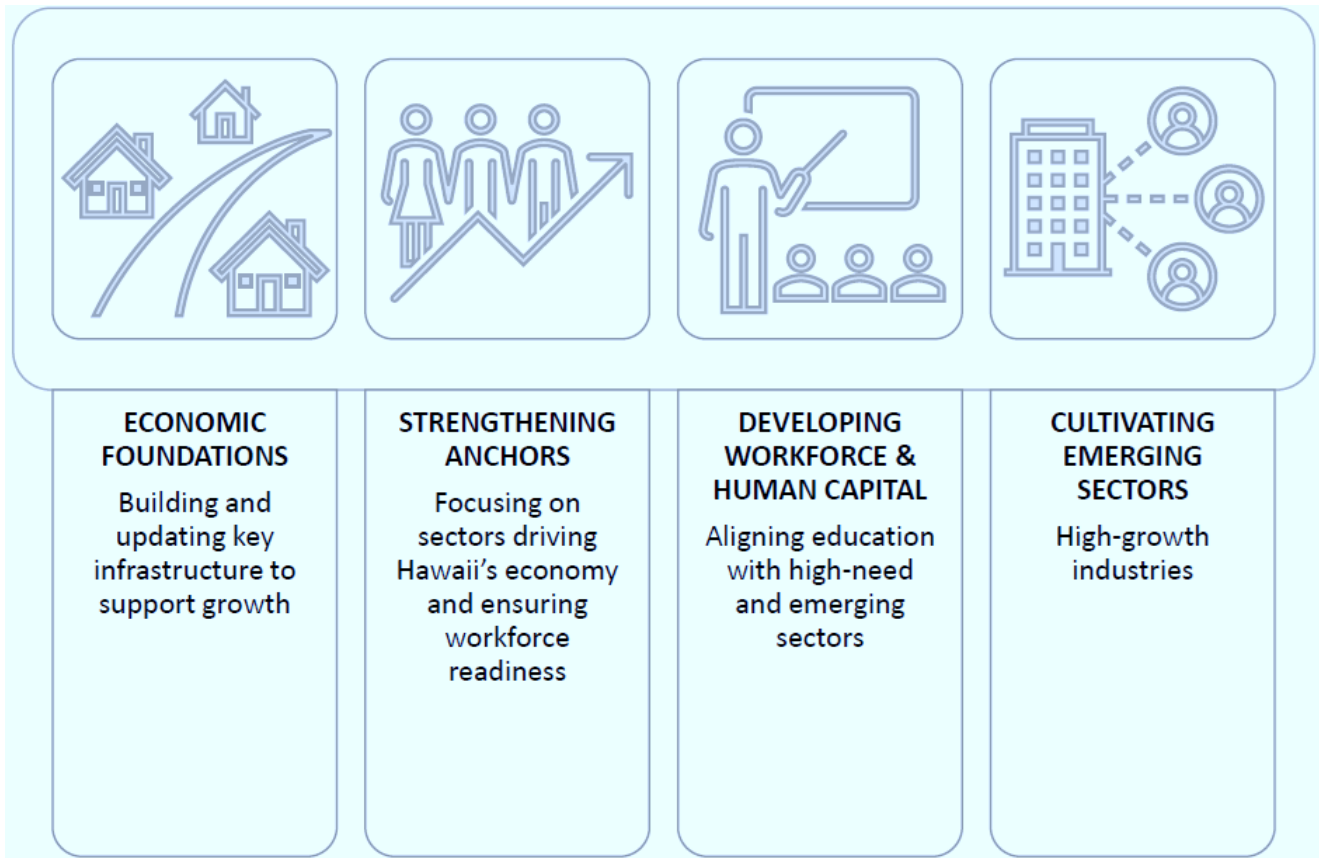 ECONOMIC
FOUNDATIONS
Building and
updating key
infrastructure to
support growth
STRENGTHENING
ANCHORS
Focusing on
sectors driving
Hawaii’s economy
and ensuring
workforce
readiness
DEVELOPING
WORKFORCE &
HUMAN CAPITAL
Aligning education
with high-need
and emerging
sectors
CULTIVATING
EMERGING
SECTORS
High-growth
industries